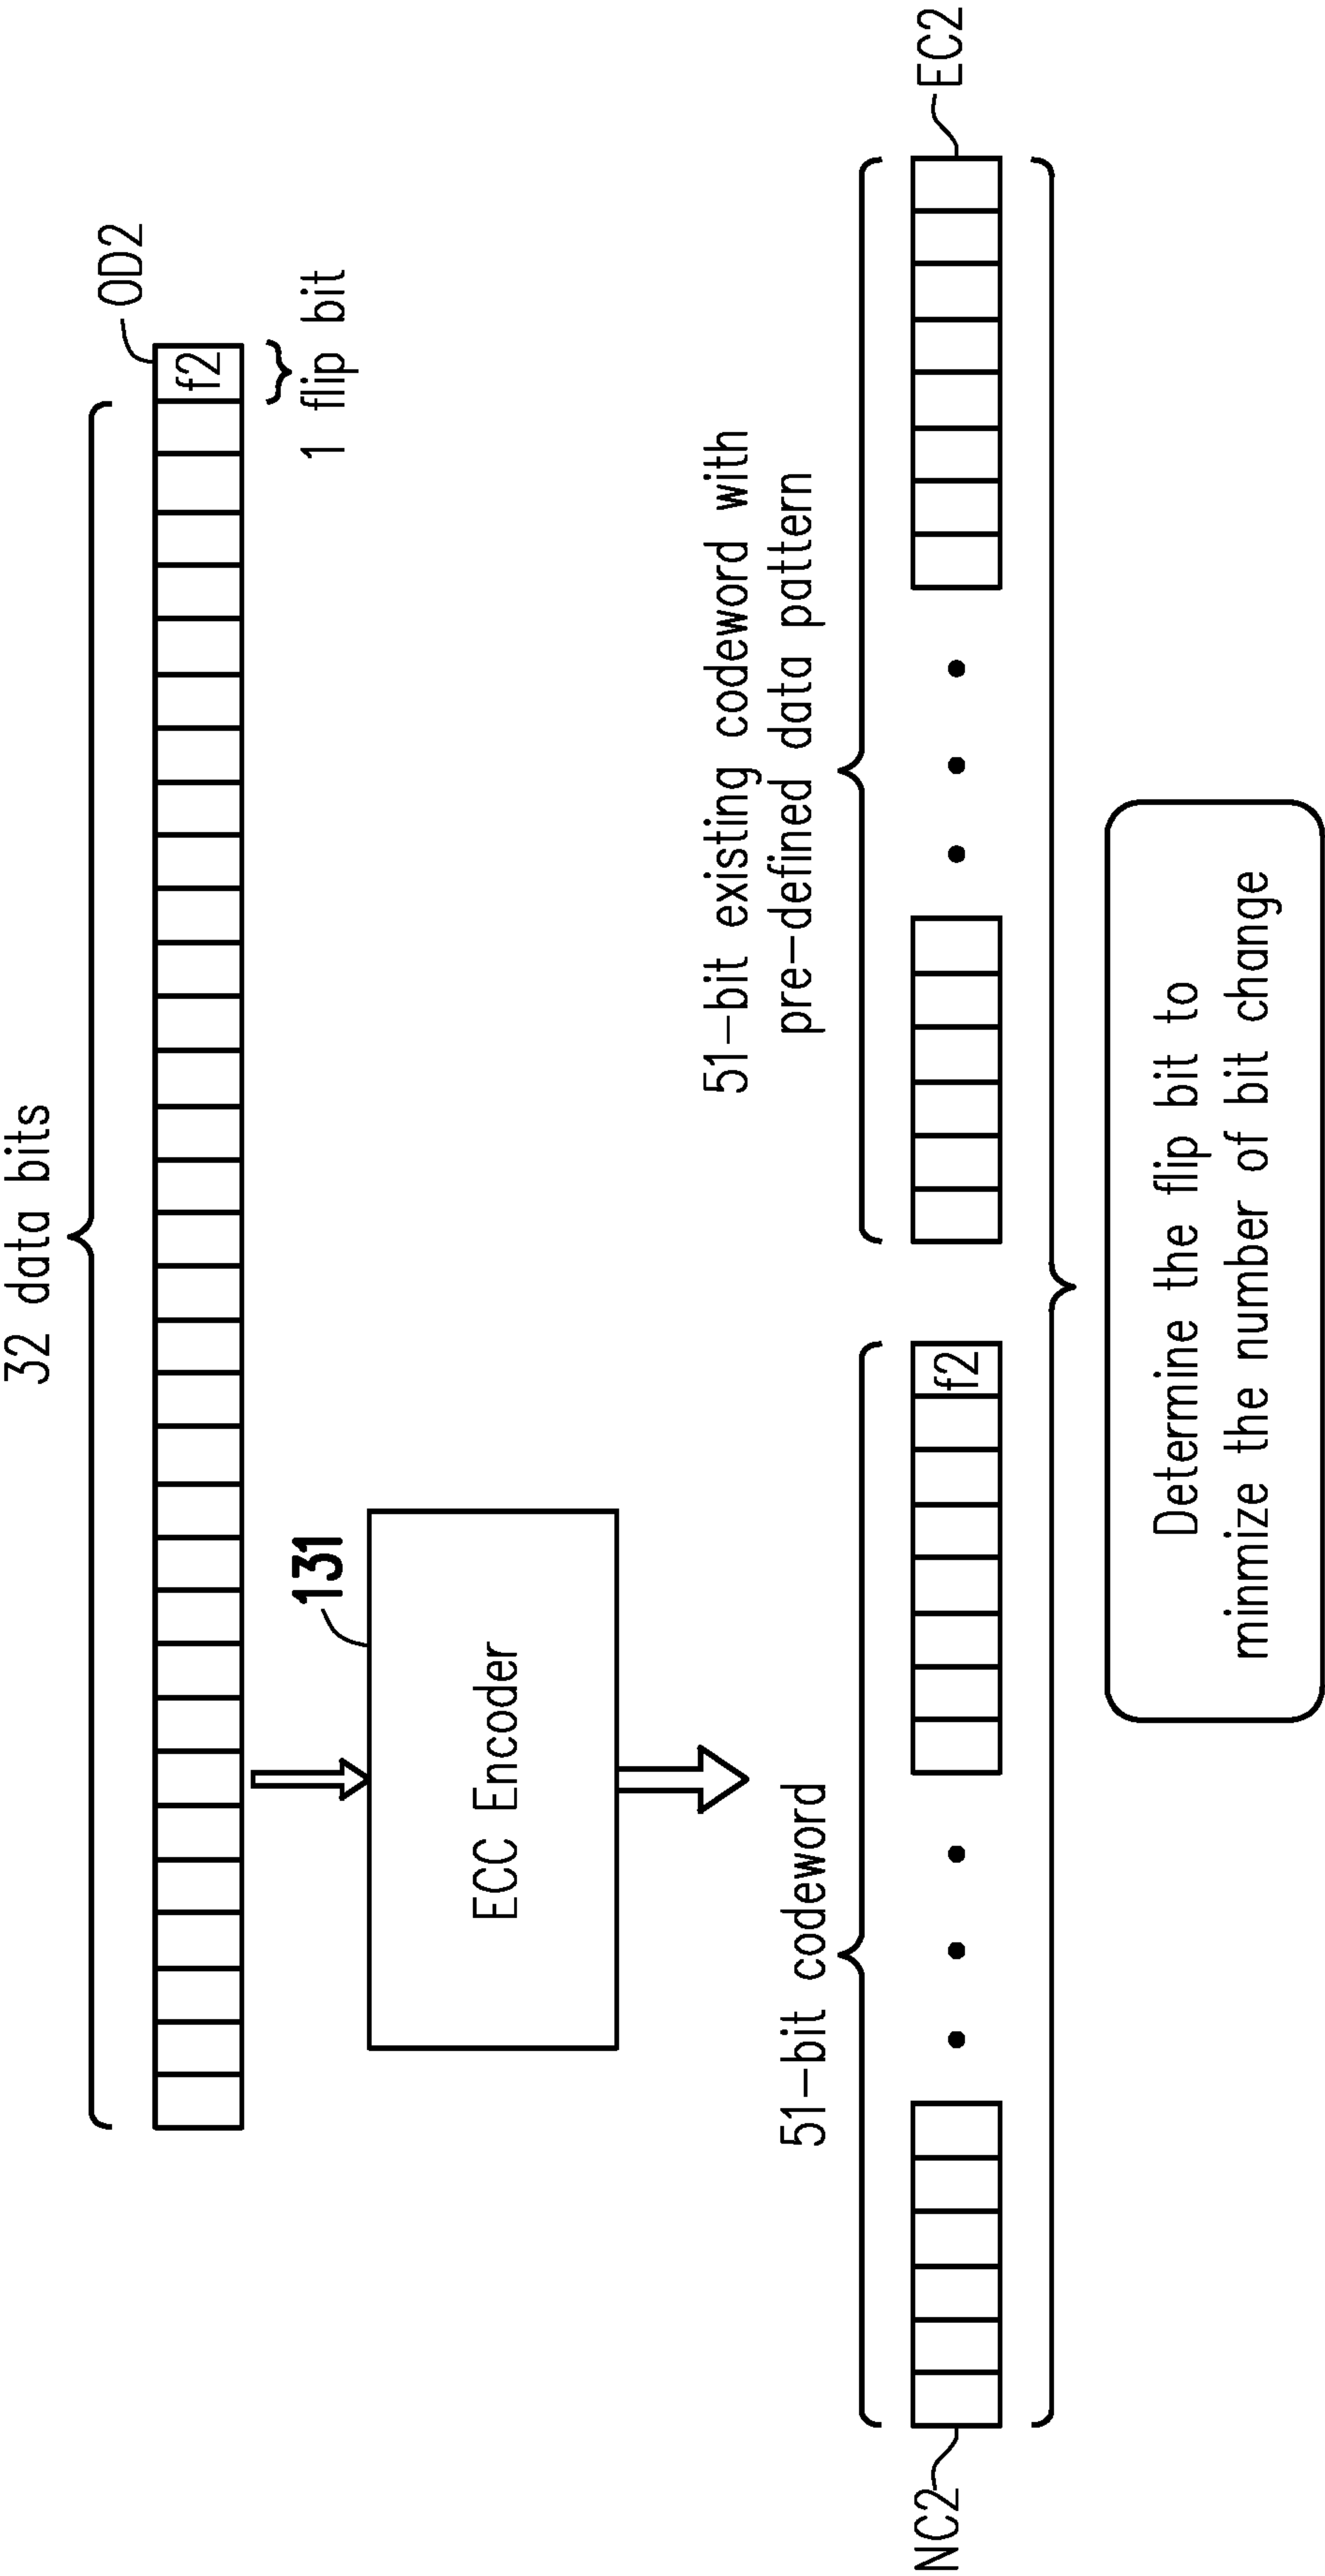 32 data bits
OD2
f2
1 flip bit
131
ECC Encoder
51-bit codeword
51-bit existing codeword with
pre-defined data pattern
NC2
f2
EC2
Determine the flip bit to
minmize the number of bit change